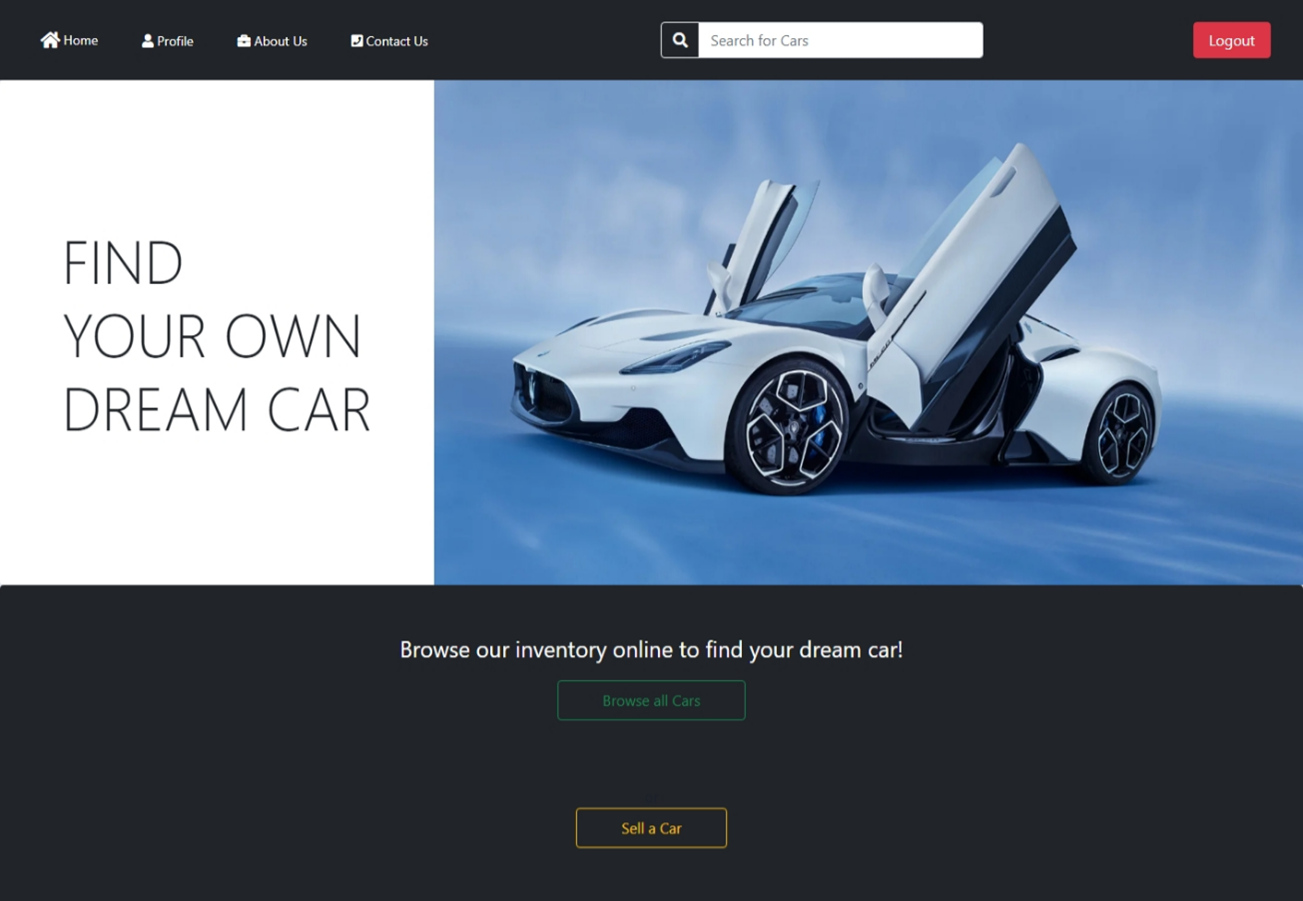 Home
Profile
About Us
Contact Us
Search for Cars
Logout
FIND
YOUR OWN
DREAM CAR
Browse our inventory online to find your dream car!
Browse all Cars
Sell a Car